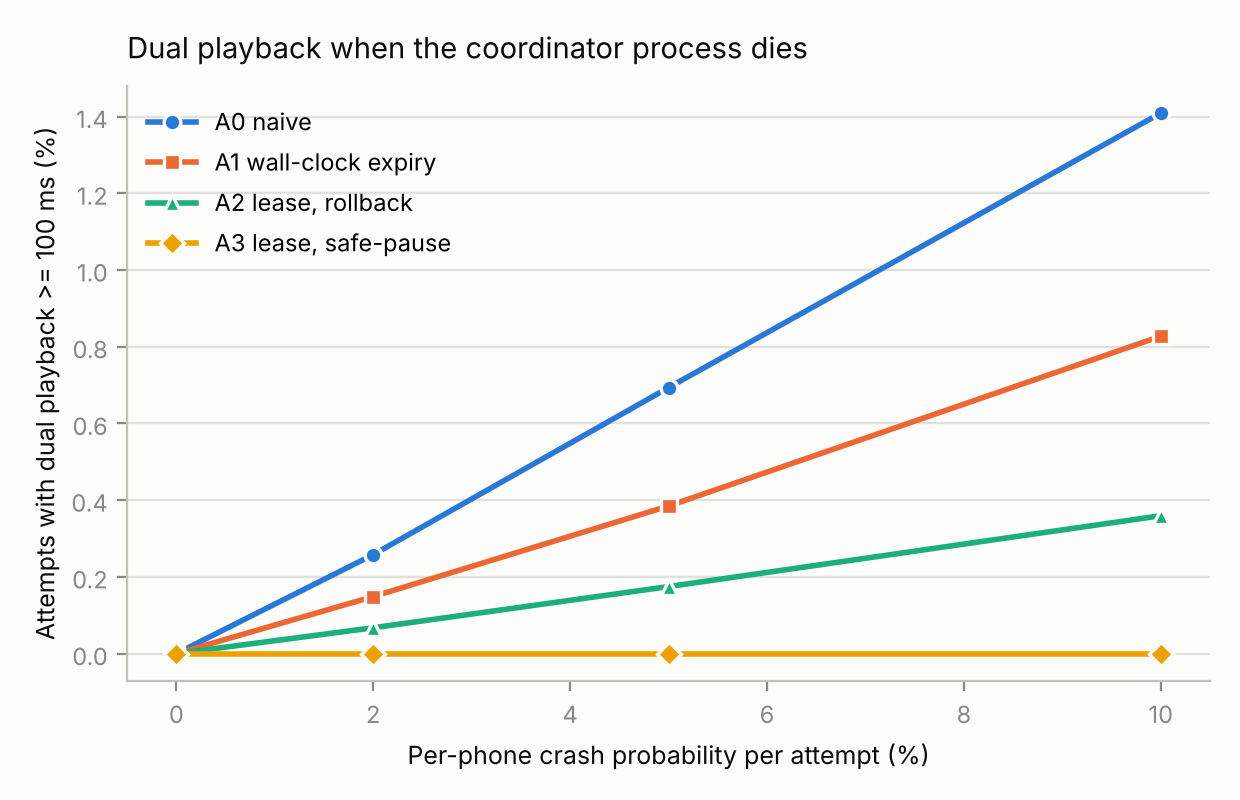 Dual playback when the coordinator process dies
Attempts with dual playback >= 100 ms (%)
1.4
1.2
1.0
0.8
0.6
0.4
0.2
0.0
A0 naive
A1 wall-clock expiry
A2 lease, rollback
A3 lease, safe-pause
0 2 4 6 8 10
Per-phone crash probability per attempt (%)